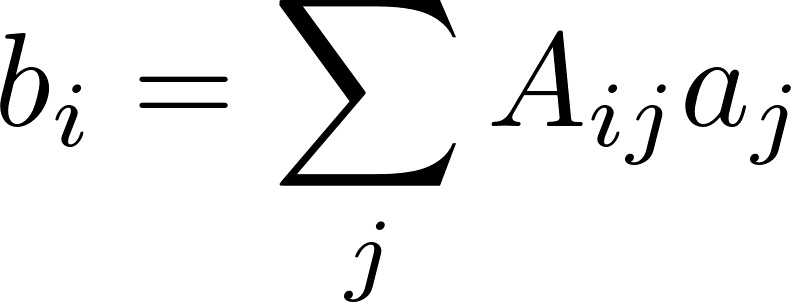 b_i = \sum_j A_{ij} a_j